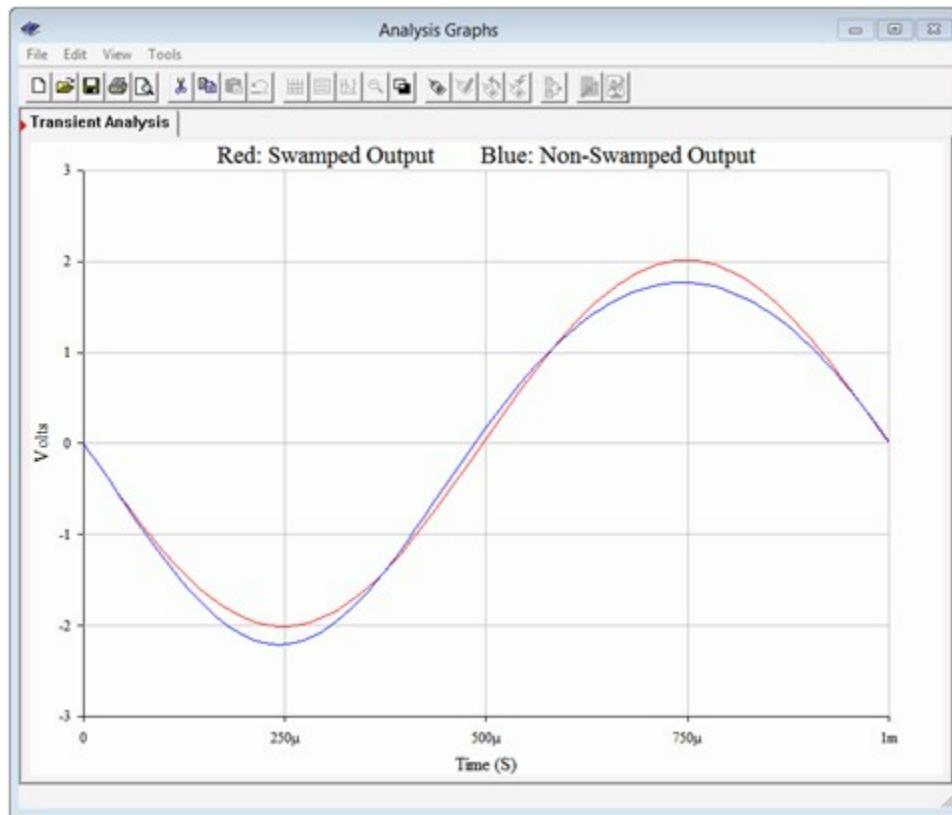 Analysis Graphs
File Edit View Tools
Transient Analysis
Red: Swamped Output Blue: Non-Swamped Output
3
2
1
0
-1
-2
-3
Volts
0 250µ 500µ 750µ 1m
Time (S)